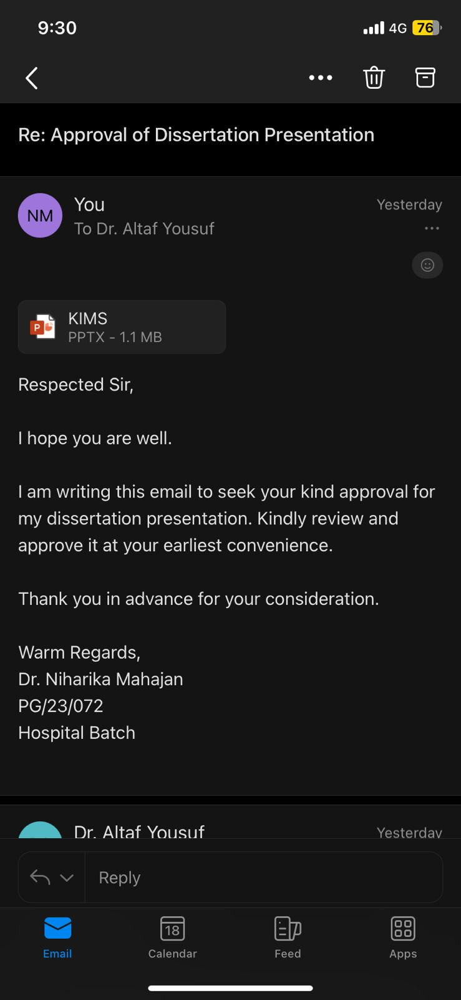 9:30
4G 76
Re: Approval of Dissertation Presentation
NM
You
Yesterday
To Dr. Altaf Yousuf
KIMS
P
PPTX - 1.1 MB
Respected Sir,
I hope you are well.
I am writing this email to seek your kind approval for
my dissertation presentation. Kindly review and
approve it at your earliest convenience.
Thank you in advance for your consideration.
Warm Regards,
Dr. Niharika Mahajan
PG/23/072
Hospital Batch
Dr. Altaf Yousuf
Yesterday
Reply
18
Email
Calendar
Feed
Apps